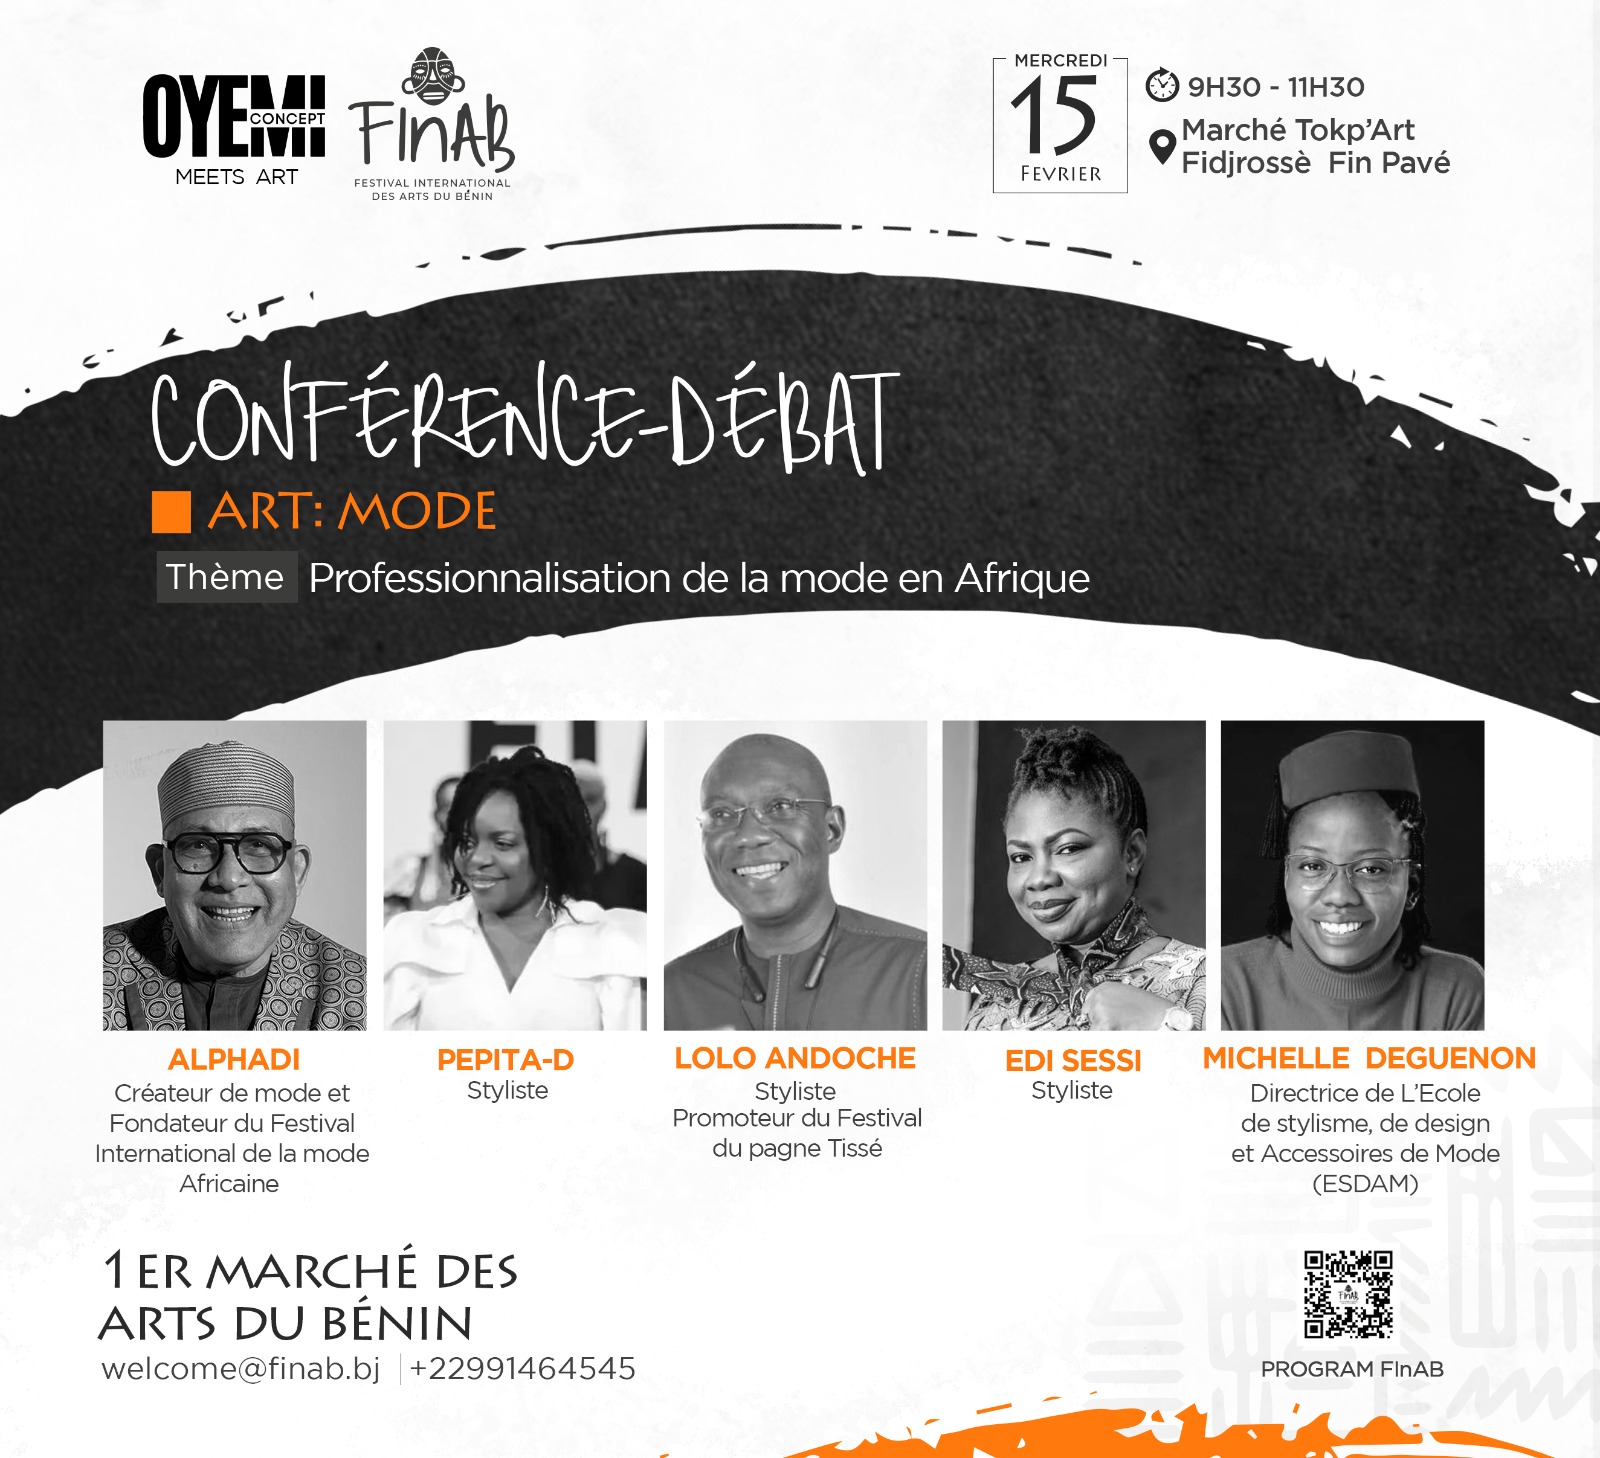 OYEMI
CONCEPT
MEETS ART
FInAB
FESTIVAL INTERNATIONAL
DES ARTS DU BÉNIN
MERCREDI
15
FEVRIER
9H30 - 11H30
Marché Tokp'Art
Fidjrossè Fin Pavé
CONFÉRENCE-DÉBAT
ART: MODE
Thème Professionnalisation de la mode en Afrique
ALPHADI
Créateur de mode et
Fondateur du Festival
International de la mode
Africaine
PEPITA-D
Styliste
LOLO ANDOCHE
Styliste
Promoteur du Festival
du pagne Tissé
EDI SESSI
Styliste
MICHELLE DEGUENON
Directrice de L'Ecole
de stylisme, de design
et Accessoires de Mode
(ESDAM)
1ER MARCHÉ DES
ARTS DU BÉNIN
welcome@finab.bj | +22991464545
FInAB
PROGRAM FInAB